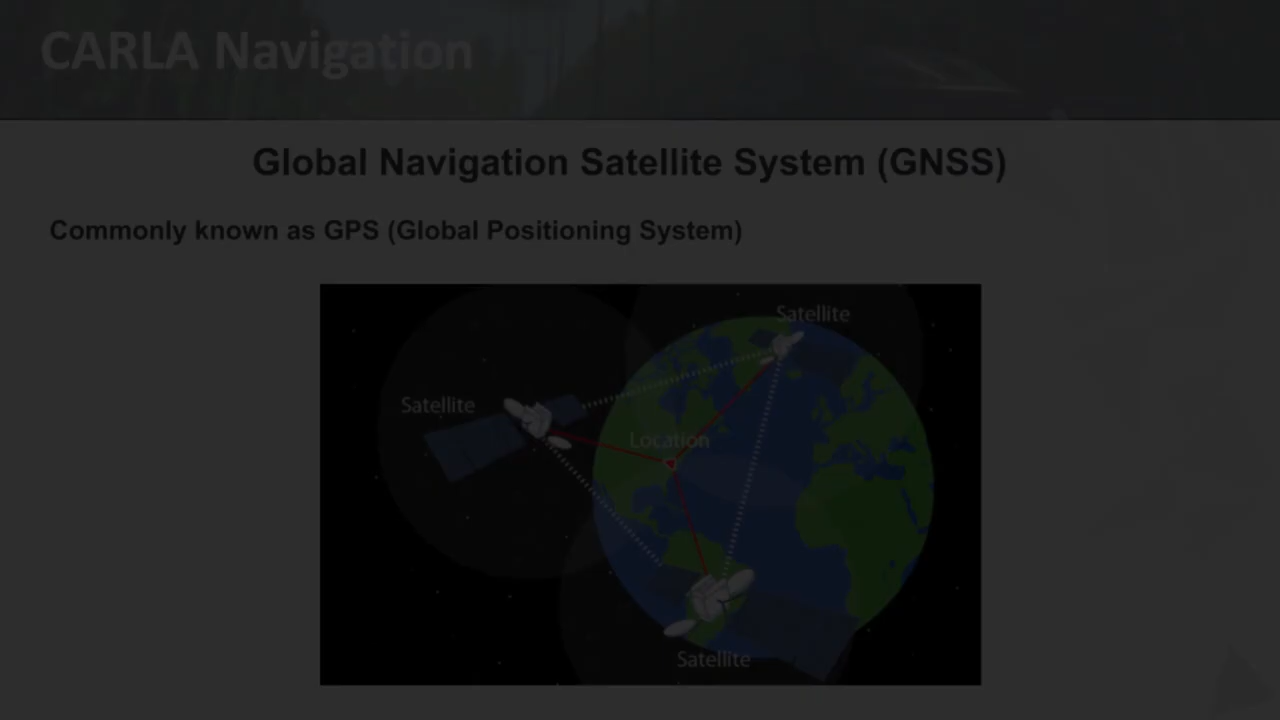 CARLA Navigation
Global Navigation Satellite System (GNSS)
Commonly known as GPS (Global Positioning System)
Satellite
Satellite
Location
Satellite